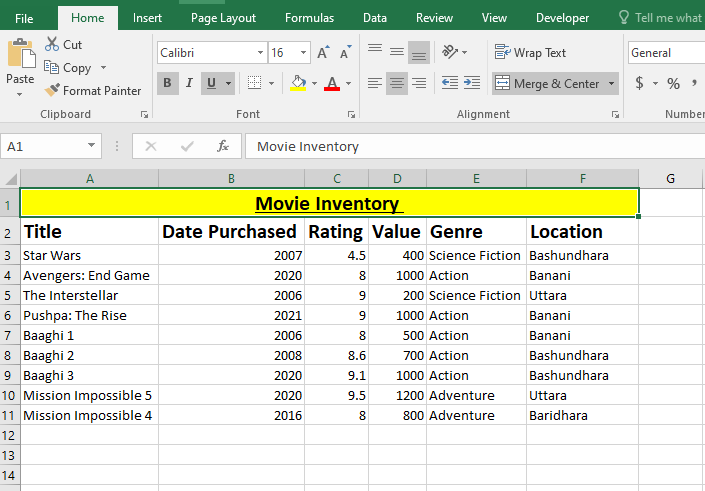 File Home Insert Page Layout Formulas Data Review View Developer Tell me what
Cut
Copy
Format Painter
Paste
Clipboard
Calibri 16 A A
B I U A
Font
Wrap Text
Merge & Center
Alignment
General
$ % ,
Number
A1 fx Movie Inventory
A B C D E F G
1 Movie Inventory
2 Title Date Purchased Rating Value Genre Location
3 Star Wars 2007 4.5 400 Science Fiction Bashundhara
4 Avengers: End Game 2020 8 1000 Action Banani
5 The Interstellar 2006 9 200 Science Fiction Uttara
6 Pushpa: The Rise 2021 9 1000 Action Banani
7 Baaghi 1 2006 8 500 Action Banani
8 Baaghi 2 2008 8.6 700 Action Bashundhara
9 Baaghi 3 2020 9.1 1000 Action Bashundhara
10 Mission Impossible 5 2020 9.5 1200 Adventure Uttara
11 Mission Impossible 4 2016 8 800 Adventure Baridhara
12
13
14